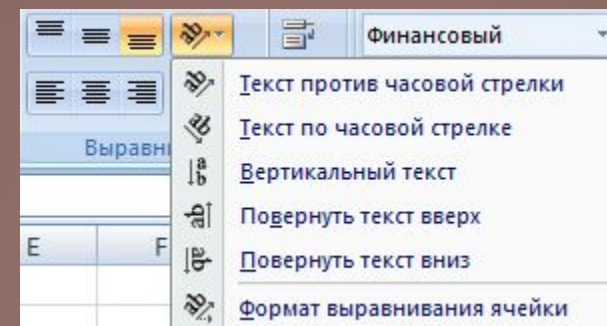 Финансовый
Текст против часовой стрелки
Текст по часовой стрелке
Выравни
Вертикальный текст
Повернуть текст вверх
E F
Повернуть текст вниз
Формат выравнивания ячейки